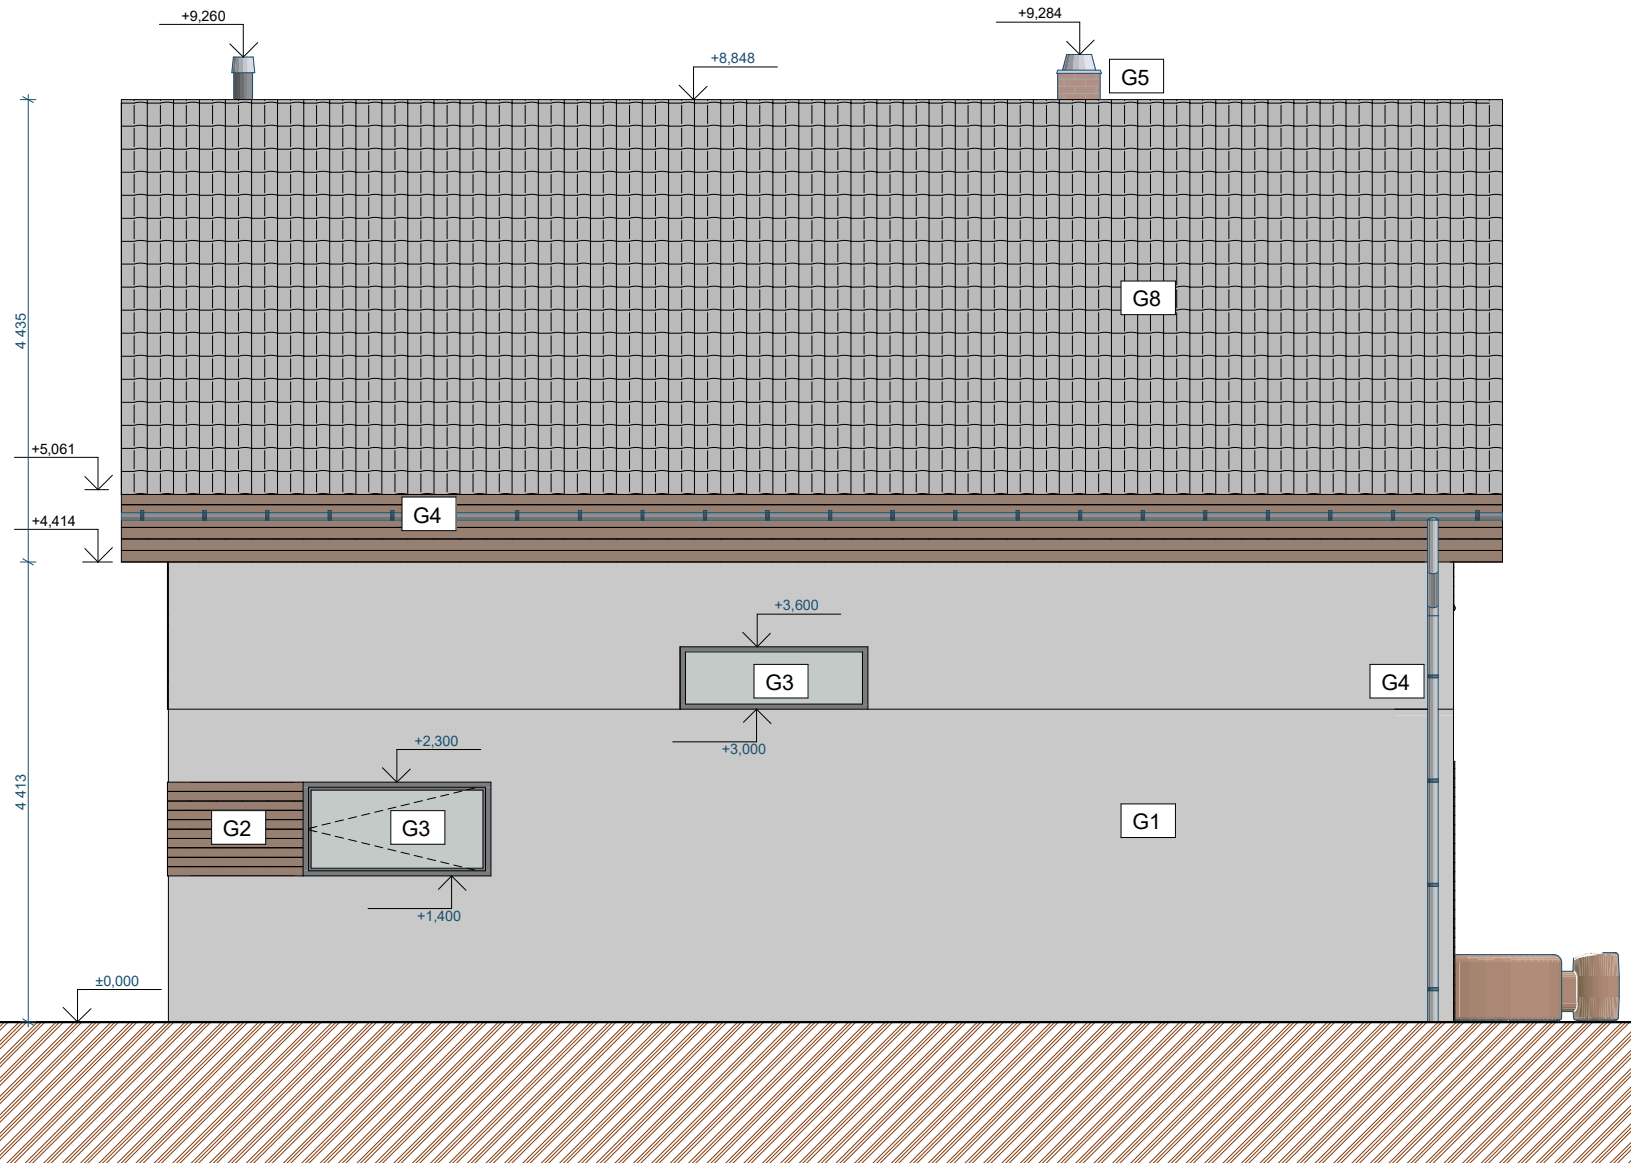 +9,260
+9,284
+8,848
G5
G8
4 435
+5,061
G4
+4,414
+3,600
G3
G4
+3,000
+2,300
4 413
G2
G3
G1
+1,400
±0,000